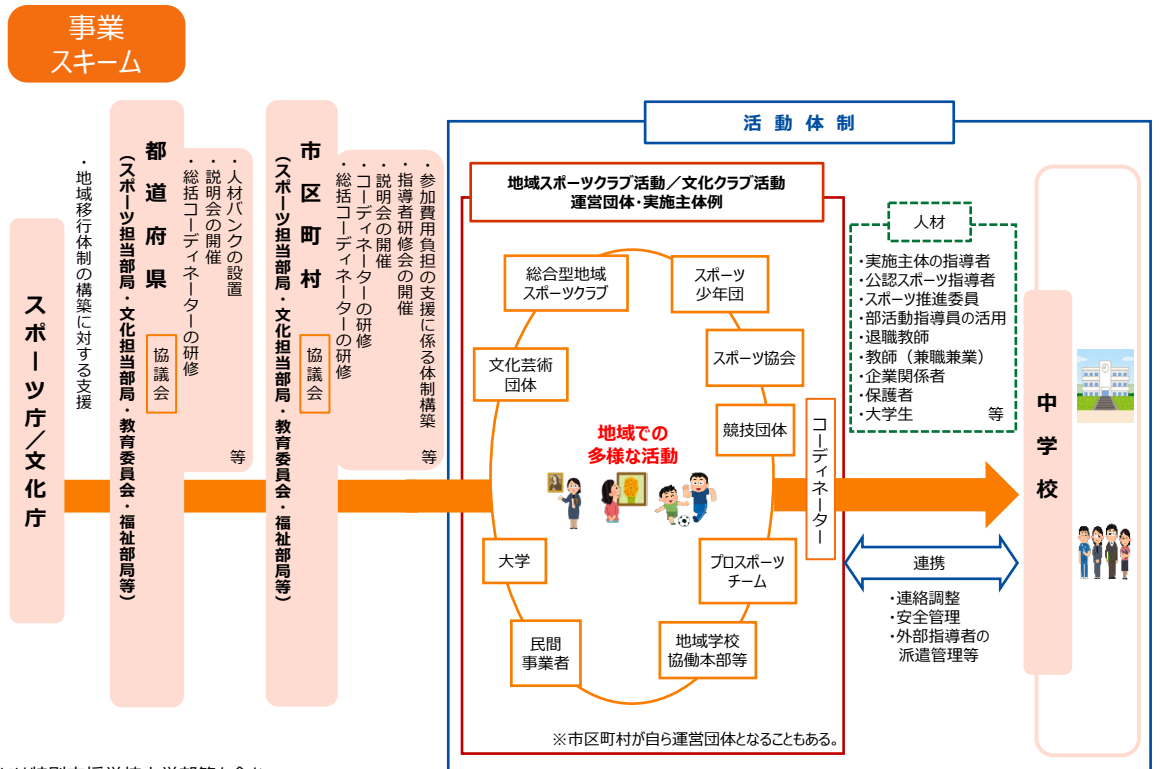 事業
スキーム
スポーツ庁/文化庁
・地域移行体制の構築に対する支援
都道府県
(スポーツ担当部局・文化担当部局・教育委員会・福祉部局等)
協議会
・人材バンクの設置
・説明会の開催
・総括コーディネーターの研修
等
市区町村
(スポーツ担当部局・文化担当部局・教育委員会・福祉部局等)
協議会
・参加費用負担の支援に係る体制構築
・指導者研修会の開催
・説明会の開催
・コーディネーターの研修
・総括コーディネーターの研修
等
活動体制
地域スポーツクラブ活動/文化クラブ活動
運営団体・実施主体例
総合型地域
スポーツクラブ
スポーツ
少年団
文化芸術
団体
スポーツ協会
競技団体
地域での
多様な活動
大学
プロスポーツ
チーム
民間
事業者
地域学校
協働本部等
コーディネーター
※市区町村が自ら運営団体となることもある。
人材
・実施主体の指導者
・公認スポーツ指導者
・スポーツ推進委員
・部活動指導員の活用
・退職教師
・教師(兼職兼業)
・企業関係者
・保護者
・大学生 等
連携
・連絡調整
・安全管理
・外部指導者の
派遣管理等
中学校